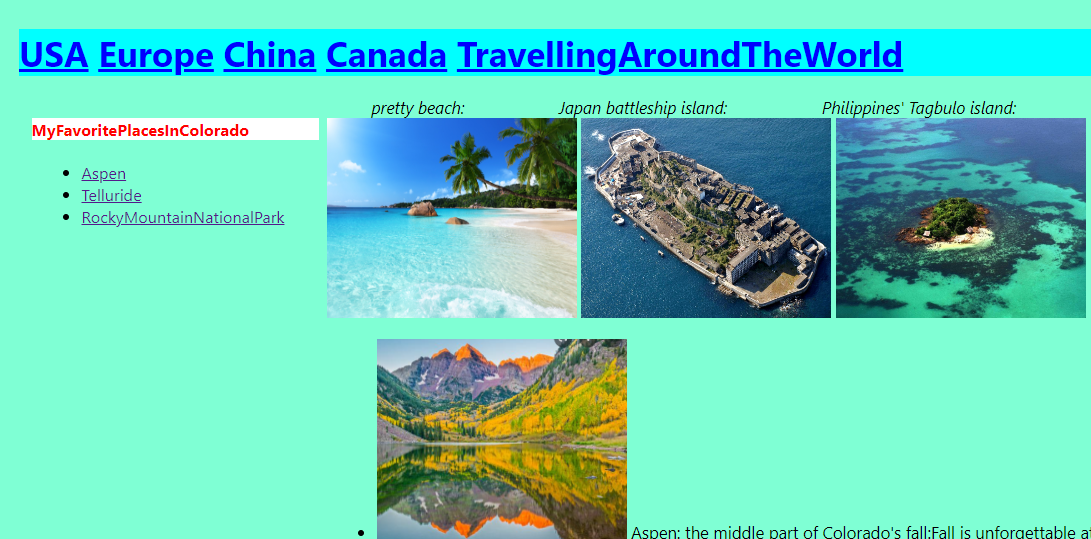 USA Europe China Canada TravellingAroundTheWorld
pretty beach: Japan battleship island: Philippines' Tagbulo island:
MyFavoritePlacesInColorado
Aspen
Telluride
RockyMountainNationalPark
Aspen: the middle part of Colorado's fall;Fall is unforgettable